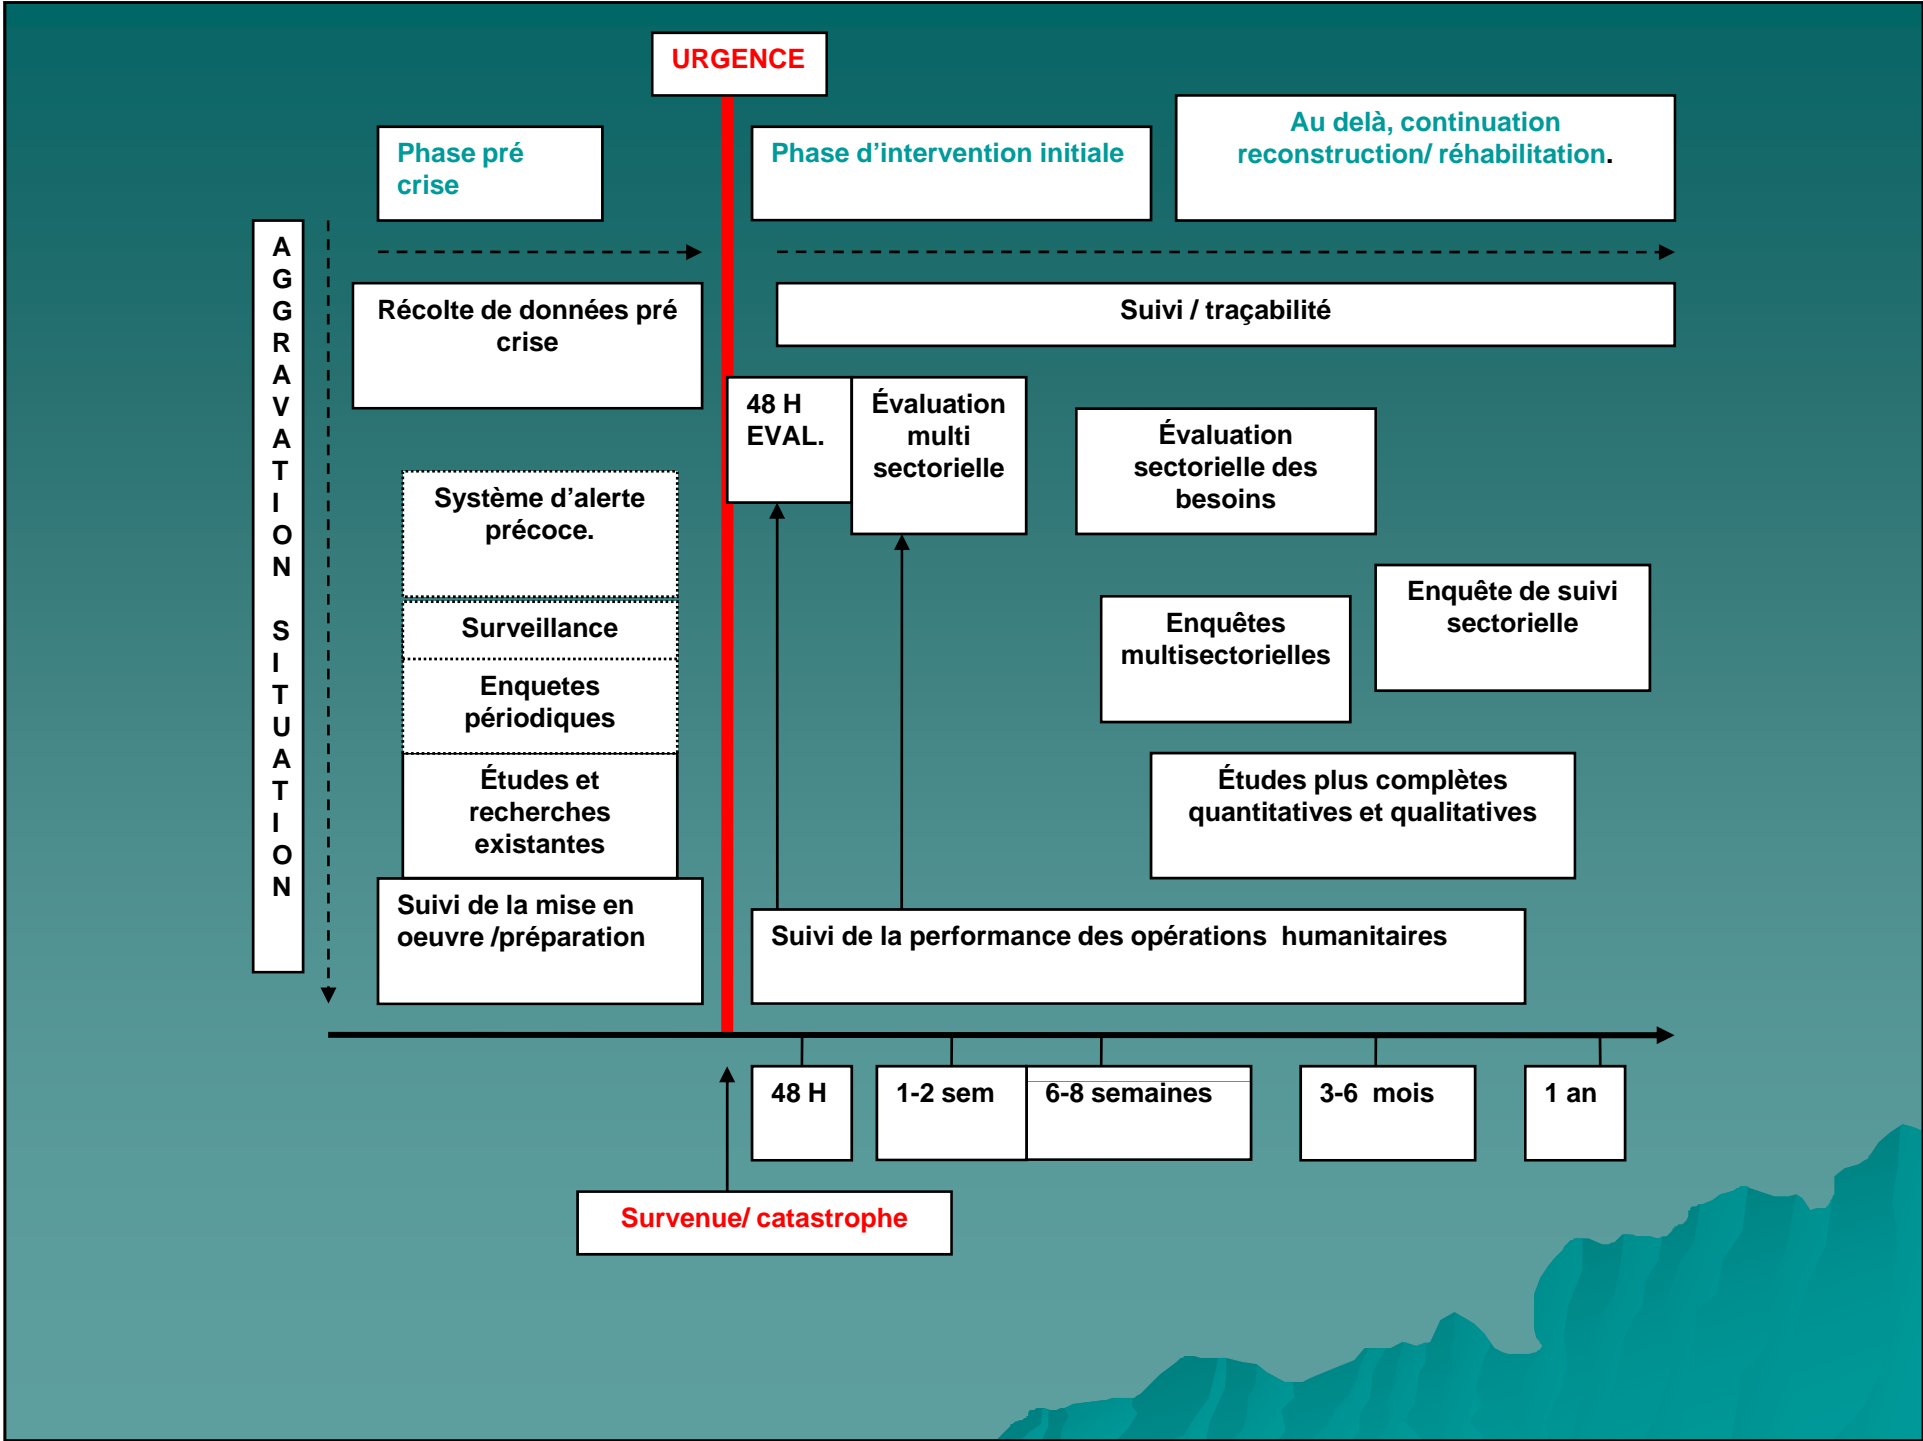 URGENCE
Phase pré
crise
Phase d'intervention initiale
Au delà, continuation
reconstruction/ réhabilitation.
A
G
G
R
A
V
A
T
I
O
N
S
I
T
U
A
T
I
O
N
Récolte de données pré
crise
Suivi / traçabilité
48 H
EVAL.
Évaluation
multi
sectorielle
Évaluation
sectorielle des
besoins
Système d'alerte
précoce.
Surveillance
Enquetes
périodiques
Études et
recherches
existantes
Enquêtes
multisectorielles
Enquête de suivi
sectorielle
Études plus complètes
quantitatives et qualitatives
Suivi de la mise en
oeuvre /préparation
Suivi de la performance des opérations  humanitaires
48 H
1-2 sem
6-8 semaines
3-6  mois
1 an
Survenue/ catastrophe